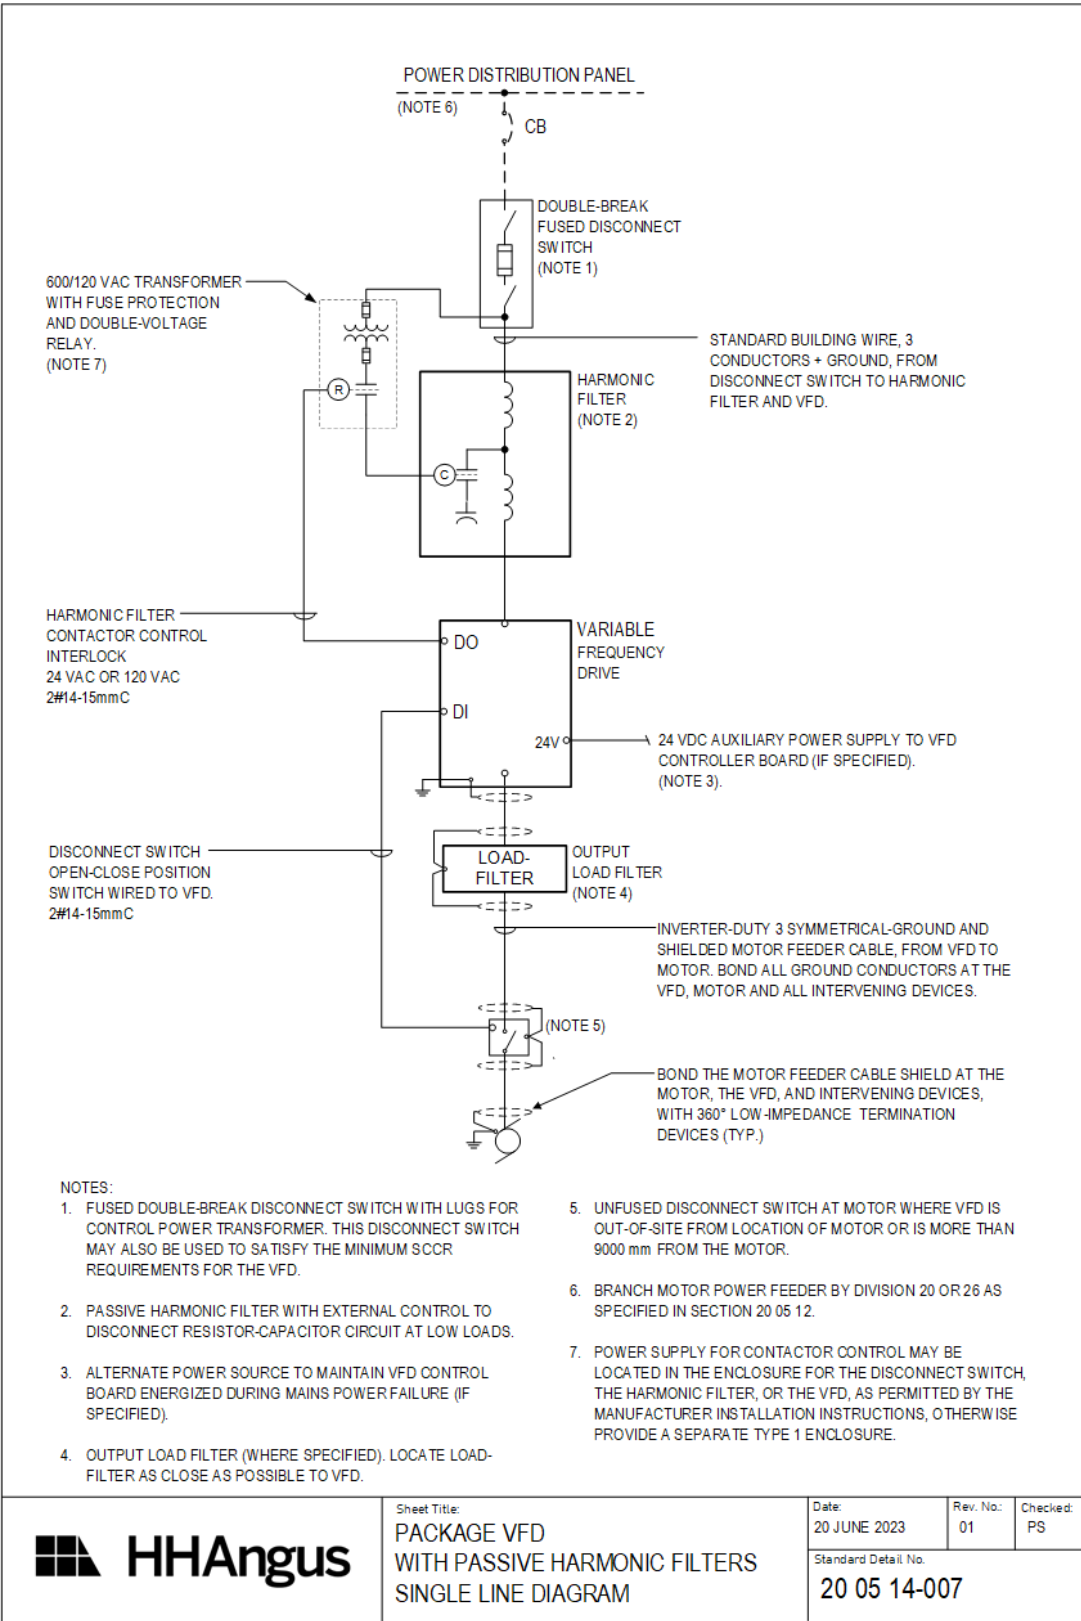 POWER DISTRIBUTION PANEL
(NOTE 6)
CB
DOUBLE-BREAK
FUSED DISCONNECT
SWITCH
(NOTE 1)
600/120 VAC TRANSFORMER
WITH FUSE PROTECTION
AND DOUBLE-VOLTAGE
RELAY.
(NOTE 7)
STANDARD BUILDING WIRE, 3
CONDUCTORS + GROUND, FROM
DISCONNECT SWITCH TO HARMONIC
FILTER AND VFD.
R
HARMONIC
FILTER
(NOTE 2)
C
HARMONIC FILTER
CONTACTOR CONTROL
INTERLOCK
24 VAC OR 120 VAC
2#14-15mmC
DO
VARIABLE
FREQUENCY
DRIVE
DI
24V
24 VDC AUXILIARY POWER SUPPLY TO VFD
CONTROLLER BOARD (IF SPECIFIED).
(NOTE 3).
DISCONNECT SWITCH
OPEN-CLOSE POSITION
SWITCH WIRED TO VFD.
2#14-15mmC
LOAD-
FILTER
OUTPUT
LOAD FILTER
(NOTE 4)
INVERTER-DUTY 3 SYMMETRICAL-GROUND AND
SHIELDED MOTOR FEEDER CABLE, FROM VFD TO
MOTOR. BOND ALL GROUND CONDUCTORS AT THE
VFD, MOTOR AND ALL INTERVENING DEVICES.
(NOTE 5)
BOND THE MOTOR FEEDER CABLE SHIELD AT THE
MOTOR, THE VFD, AND INTERVENING DEVICES,
WITH 360° LOW-IMPEDANCE TERMINATION
DEVICES (TYP.)
NOTES:
1. FUSED DOUBLE-BREAK DISCONNECT SWITCH WITH LUGS FOR
CONTROL POWER TRANSFORMER. THIS DISCONNECT SWITCH
MAY ALSO BE USED TO SATISFY THE MINIMUM SCCR
REQUIREMENTS FOR THE VFD.
2. PASSIVE HARMONIC FILTER WITH EXTERNAL CONTROL TO
DISCONNECT RESISTOR-CAPACITOR CIRCUIT AT LOW LOADS.
3. ALTERNATE POWER SOURCE TO MAINTAIN VFD CONTROL
BOARD ENERGIZED DURING MAINS POWER FAILURE (IF
SPECIFIED).
4. OUTPUT LOAD FILTER (WHERE SPECIFIED). LOCATE LOAD-
FILTER AS CLOSE AS POSSIBLE TO VFD.
5. UNFUSED DISCONNECT SWITCH AT MOTOR WHERE VFD IS
OUT-OF-SITE FROM LOCATION OF MOTOR OR IS MORE THAN
9000 mm FROM THE MOTOR.
6. BRANCH MOTOR POWER FEEDER BY DIVISION 20 OR 26 AS
SPECIFIED IN SECTION 20 05 12.
7. POWER SUPPLY FOR CONTACTOR CONTROL MAY BE
LOCATED IN THE ENCLOSURE FOR THE DISCONNECT SWITCH,
THE HARMONIC FILTER, OR THE VFD, AS PERMITTED BY THE
MANUFACTURER INSTALLATION INSTRUCTIONS, OTHERWISE
PROVIDE A SEPARATE TYPE 1 ENCLOSURE.
HHAngus
Sheet Title:
PACKAGE VFD
WITH PASSIVE HARMONIC FILTERS
SINGLE LINE DIAGRAM
Date:
20 JUNE 2023
Rev. No.:
01
Checked:
PS
Standard Detail No.
20 05 14-007